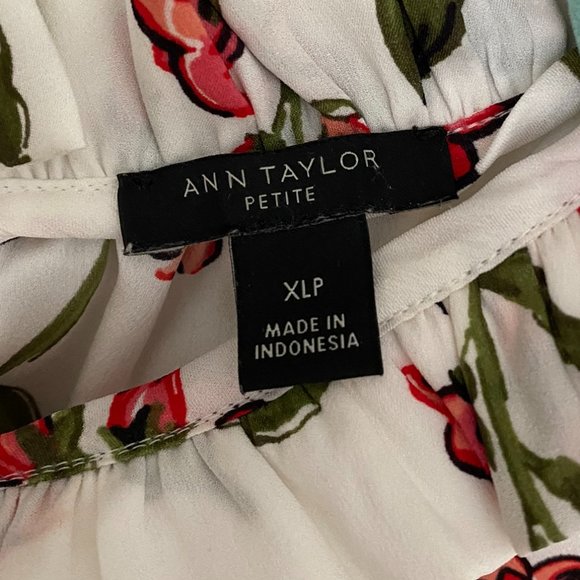 ANN TAYLOR
PETITE
XLP
MADE IN
INDONESIA